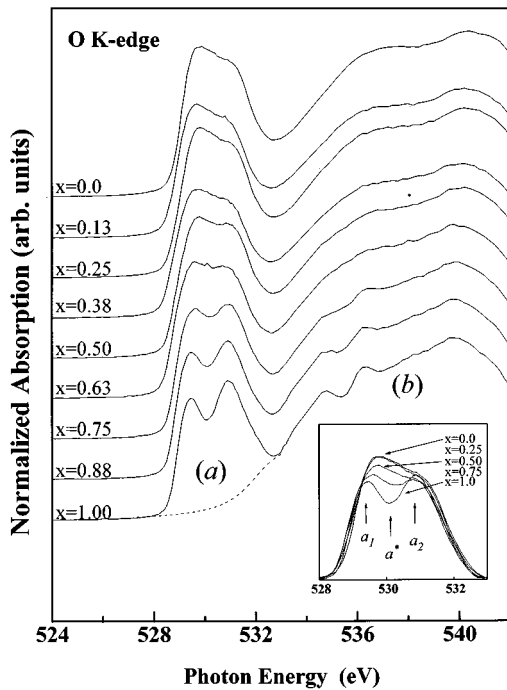 O K-edge
Normalized Absorption (arb. units)
x=0.0
x=0.13
x=0.25
x=0.38
x=0.50
x=0.63
x=0.75
x=0.88
x=1.00
(a)
(b)
x=0.0
x=0.25
x=0.50
x=0.75
x=1.0
a1
a*
a2
528 530 532
524 528 532 536 540
Photon Energy (eV)